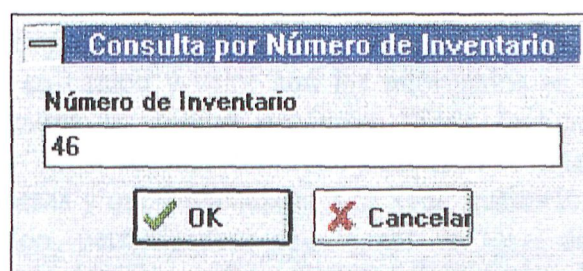 Consulta por Número de Inventario
Número de Inventario
46
OK Cancelar